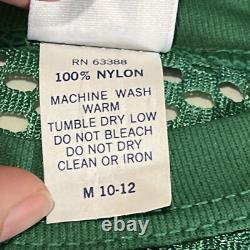 RN 63388
100% NYLON
MACHINE WASH
WARM
TUMBLE DRY LOW
DO NOT BLEACH
DO NOT DRY
CLEAN OR IRON
M 10-12